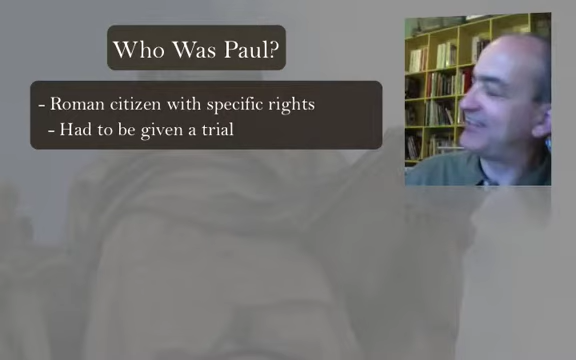 Who Was Paul?
- Roman citizen with specific rights
- Had to be given a trial